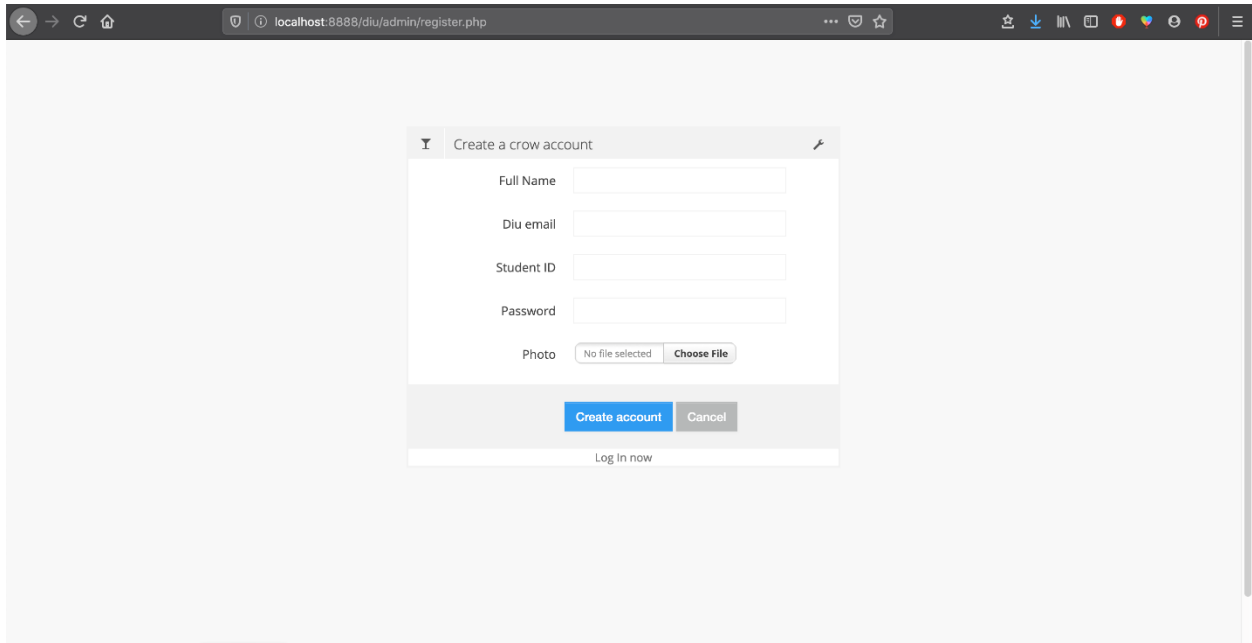 localhost:8888/diu/admin/register.php
Create a crow account
Full Name
Diu email
Student ID
Password
Photo No file selected Choose File
Create account Cancel
Log In now